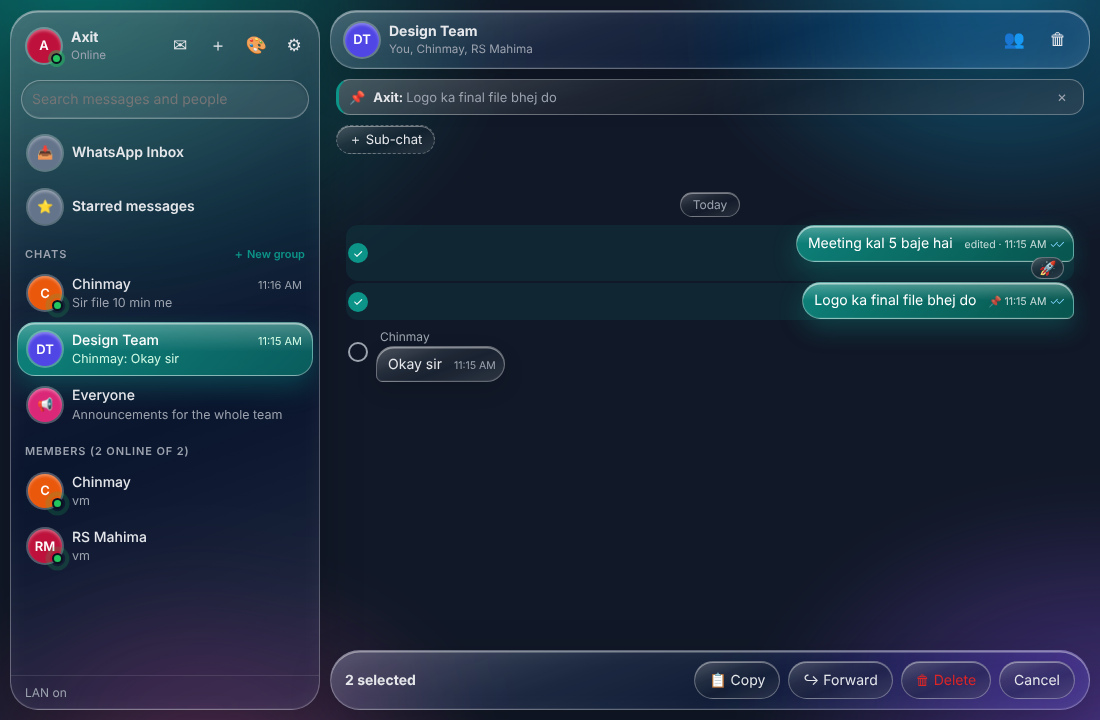 A
Axit
Online
Search messages and people
WhatsApp Inbox
Starred messages
CHATS
+ New group
C
Chinmay
11:16 AM
Sir file 10 min me
DT
Design Team
11:15 AM
Chinmay: Okay sir
Everyone
Announcements for the whole team
MEMBERS (2 ONLINE OF 2)
C
Chinmay
vm
RM
RS Mahima
vm
LAN on
DT
Design Team
You, Chinmay, RS Mahima
Axit: Logo ka final file bhej do
+ Sub-chat
Today
Meeting kal 5 baje hai edited · 11:15 AM
Logo ka final file bhej do 11:15 AM
Chinmay
Okay sir 11:15 AM
2 selected
Copy
Forward
Delete
Cancel